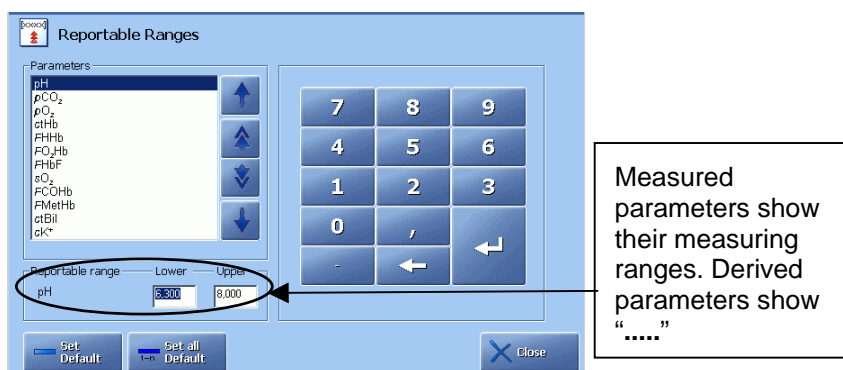 [xxxxx]
Reportable Ranges
Parameters
pH
pCO₂
pO₂
ctHb
FHHb
FO₂Hb
FHbF
sO₂
FCOHb
FMetHb
ctBil
cK⁺
7 8 9
4 5 6
1 2 3
0 ,
-
Reportable range Lower Upper
pH 6,300 8,000
Set Default
1-n Set all Default
Close
Measured
parameters show
their measuring
ranges. Derived
parameters show
“.....”